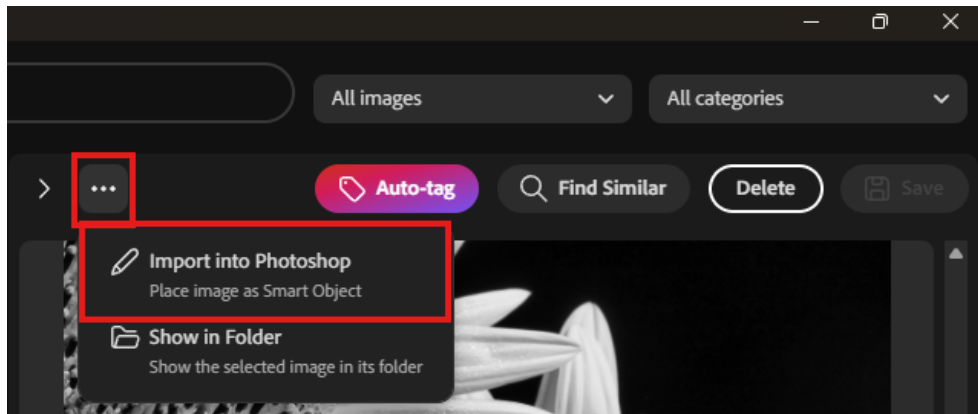 All images
All categories
Auto-tag
Find Similar
Delete
Save
Import into Photoshop
Place image as Smart Object
Show in Folder
Show the selected image in its folder